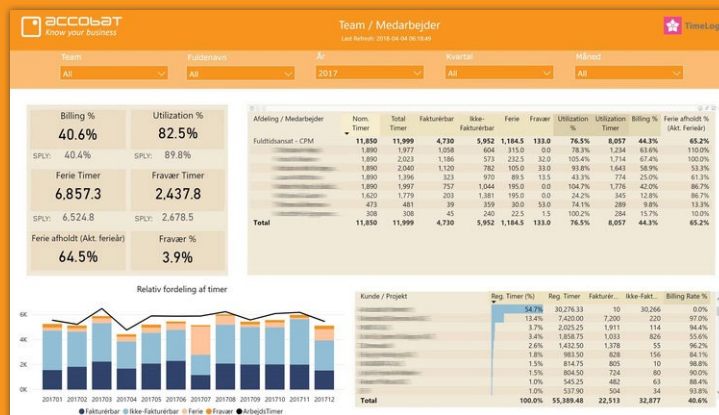 accobat
Know your business
Team / Medarbejder
Last Refresh: 2018-04-04 06:16:49
TimeLog
Team Fuldenavn År Kvartal Måned
All All 2017 All All
Billing % Utilization %
40.6% 82.5%
SPLY: 40.4% SPLY: 89.8%
Ferie Timer Fravær Timer
6,857.3 2,437.8
SPLY: 6,524.8 SPLY: 2,678.5
Ferie afholdt (Akt. ferieår) Fravær %
64.5% 3.9%
Afdeling / Medarbejder Nom. Timer Total Timer Fakturérbar Ikke-Fakturérbar Ferie Fravær Utilization % Utilization Timer Billing % Ferie afholdt % (Akt. Ferieår)
Fuldtidsansat - CPM 11,850 11,999 4,730 5,952 1,184.5 133.0 76.5% 8,057 44.3% 65.2%
1,890 1,977 1,058 604 315.0 0.0 78.3% 1,234 63.6% 110.0%
1,890 2,023 1,186 573 232.5 32.0 105.4% 1,714 67.4% 100.0%
1,890 2,040 1,120 782 105.0 33.0 93.8% 1,643 58.9% 53.3%
1,890 1,396 323 970 89.5 13.5 43.3% 774 25.0% 61.3%
1,890 1,997 757 1,044 195.0 0.0 104.7% 1,776 42.0% 86.7%
1,620 1,779 203 1,381 195.0 0.0 24.2% 345 12.8% 86.7%
473 481 39 359 30.0 53.0 74.1% 289 9.8% 13.3%
308 308 45 240 22.5 1.5 100.2% 284 15.7% 10.0%
Total 11,850 11,999 4,730 5,952 1,184.5 133.0 76.5% 8,057 44.3% 65.2%
Relativ fordeling af timer
6K
4K
2K
0K
201701 201702 201703 201704 201705 201706 201707 201708 201709 201710 201711 201712
Fakturérbar Ikke-Fakturérbar Ferie Fravær ArbejdsTimer
Kunde / Projekt Reg. Timer (%) Reg. Timer Fakturér... Ikke-Fakt... Billing Rate %
54.7% 30,276.33 10 30,266 0.0%
13.4% 7,420.00 7,200 220 97.0%
3.7% 2,025.25 1,911 114 94.4%
3.4% 1,858.75 1,033 826 55.6%
2.6% 1,432.50 1,378 55 96.2%
1.8% 983.50 828 156 84.1%
1.5% 814.75 805 10 98.8%
1.5% 804.50 724 80 90.0%
1.0% 545.25 482 63 88.4%
1.0% 537.90 504 34 93.8%
Total 100.0% 55,389.48 22,513 32,877 40.6%